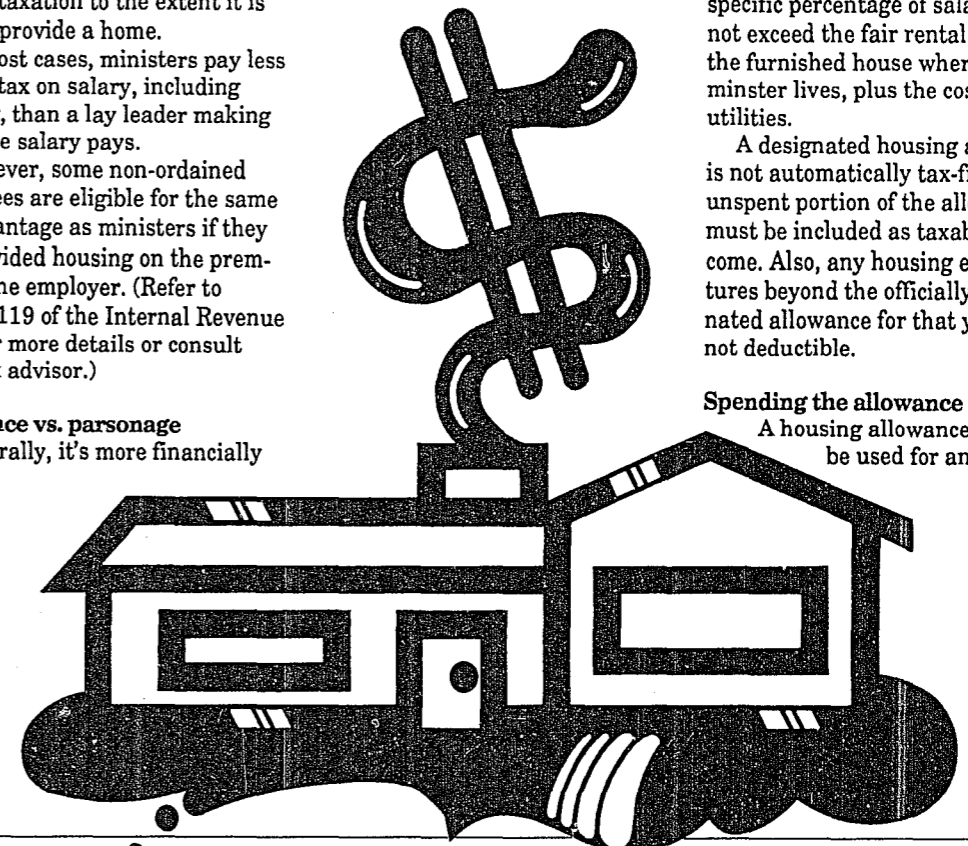 taxation to the extent it is
provide a home.
ost cases, ministers pay less
tax on salary, including
than a lay leader making
e salary pays.
ever, some non-ordained
ees are eligible for the same
antage as ministers if they
vided housing on the prem-
he employer. (Refer to
119 of the Internal Revenue
more details or consult
advisor.)
nce vs. parsonage
rally, it's more financially
specific percentage of sala
not exceed the fair rental
the furnished house wher
minster lives, plus the cos
utilities.
A designated housing a
is not automatically tax-f
unspent portion of the all
must be included as taxab
come. Also, any housing e
tures beyond the officially
nated allowance for that y
not deductible.
Spending the allowance
A housing allowance
be used for an